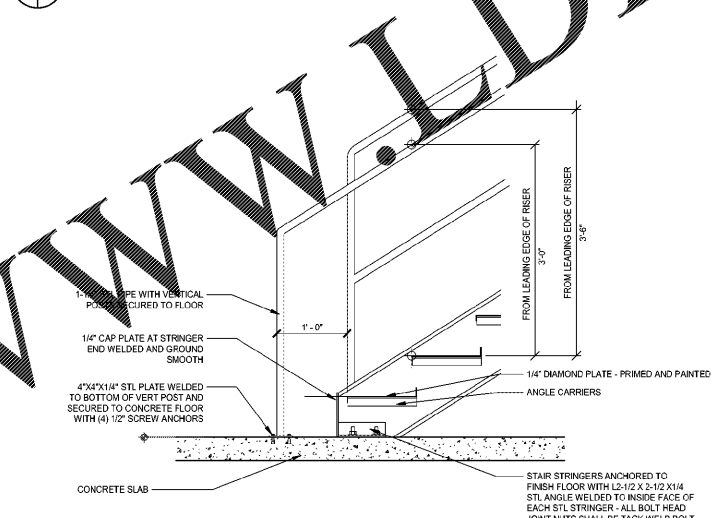 WWW LD
FROM LEADING EDGE OF RISER
3'-0"
FROM LEADING EDGE OF RISER
3'-6"
PIPE WITH VERTICAL
SECURED TO FLOOR
1' - 0"
1/4" CAP PLATE AT STRINGER
END WELDED AND GROUND
SMOOTH
4"X4"X1/4" STL PLATE WELDED
TO BOTTOM OF VERT POST AND
SECURED TO CONCRETE FLOOR
WITH (4) 1/2" SCREW ANCHORS
CONCRETE SLAB
1/4" DIAMOND PLATE - PRIMED AND PAINTED
ANGLE CARRIERS
STAIR STRINGERS ANCHORED TO
FINISH FLOOR WITH L2-1/2 X 2-1/2 X1/4
STL ANGLE WELDED TO INSIDE FACE OF
EACH STL STRINGER - ALL BOLT HEAD